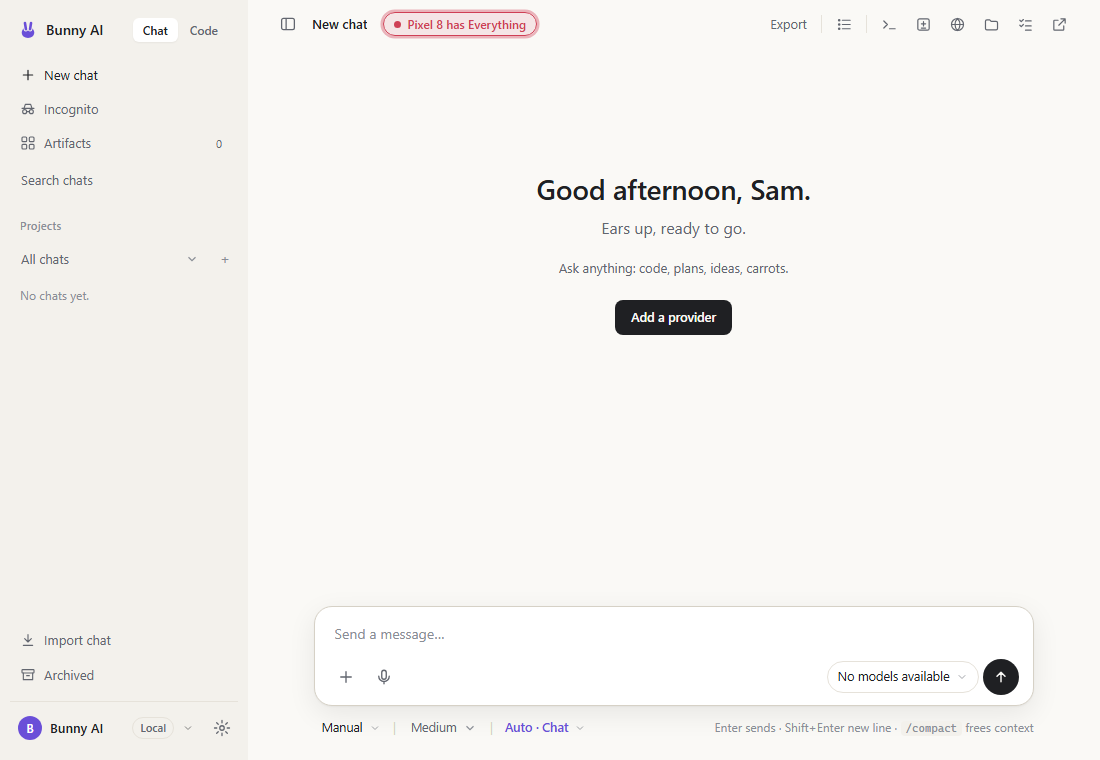 Bunny AI
Chat
Code
New chat
Incognito
Artifacts
0
Search chats
Projects
All chats
+
No chats yet.
Import chat
Archived
B
Bunny AI
Local
New chat
Pixel 8 has Everything
Export
Good afternoon, Sam.
Ears up, ready to go.
Ask anything: code, plans, ideas, carrots.
Add a provider
Send a message...
No models available
Manual
Medium
Auto · Chat
Enter sends · Shift+Enter new line · /compact frees context